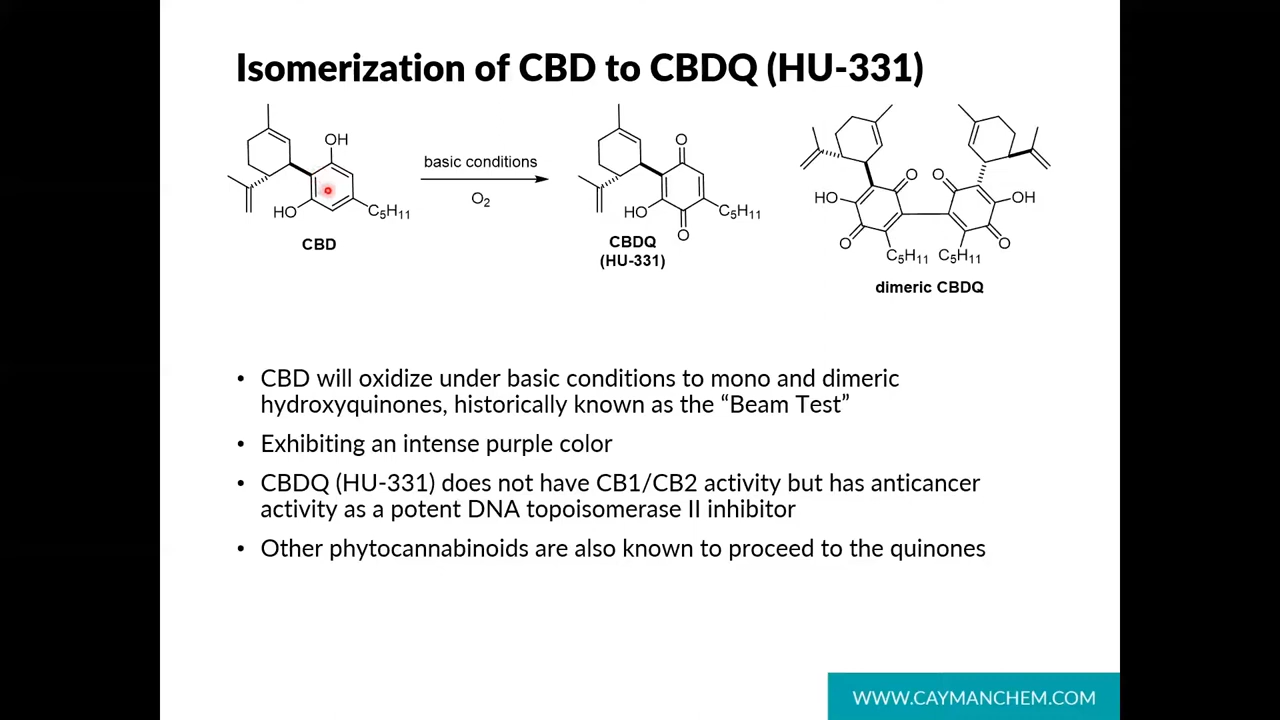 Isomerization of CBD to CBDQ (HU-331)
OH
HO
C5H11
CBD
basic conditions
O2
O
HO
O
C5H11
CBDQ
(HU-331)
HO
O
O
OH
O
O
C5H11
C5H11
dimeric CBDQ
• CBD will oxidize under basic conditions to mono and dimeric
hydroxyquinones, historically known as the “Beam Test”
• Exhibiting an intense purple color
• CBDQ (HU-331) does not have CB1/CB2 activity but has anticancer
activity as a potent DNA topoisomerase II inhibitor
• Other phytocannabinoids are also known to proceed to the quinones
WWW.CAYMANCHEM.COM